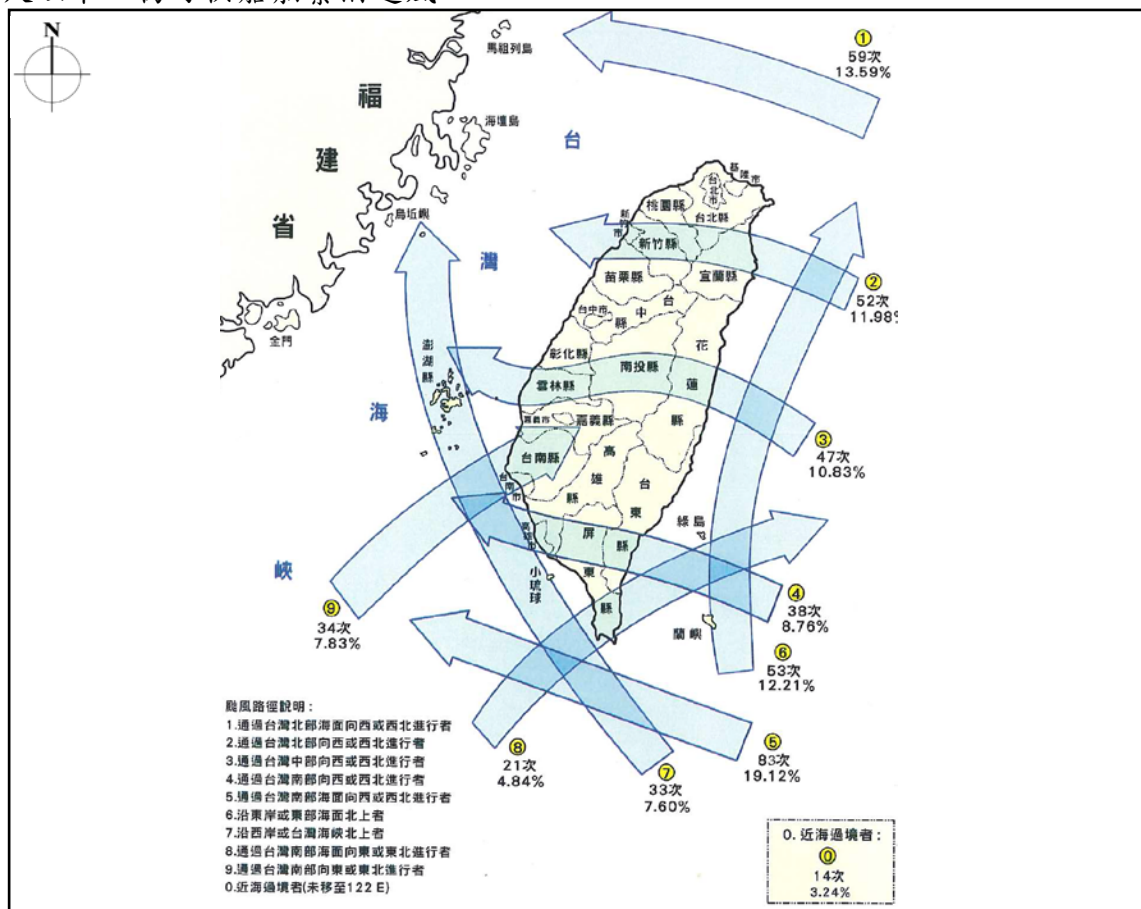 N
馬祖列島
①
59次
13.59%
福
建
省
海壇島
烏坵嶼
金門
台
灣
海
峽
基隆市
台北市
桃園縣
台北縣
新竹市
新竹縣
宜蘭縣
苗栗縣
②
52次
11.98%
台中市
台
中
縣
花
蓮
縣
彰化縣
南投縣
雲林縣
澎湖縣
③
47次
10.83%
嘉義市
嘉義縣
台南縣
台南市
高
雄
縣
台
東
縣
綠島
高雄市
屏
東
縣
小琉球
④
38次
8.76%
蘭嶼
⑨
34次
7.83%
⑥
53次
12.21%
⑤
83次
19.12%
⑧
21次
4.84%
⑦
33次
7.60%
颱風路徑說明：
1.通過台灣北部海面向西或西北進行者
2.通過台灣北部向西或西北進行者
3.通過台灣中部向西或西北進行者
4.通過台灣南部向西或西北進行者
5.通過台灣南部海面向西或西北進行者
6.沿東岸或東部海面北上者
7.沿西岸或台灣海峽北上者
8.通過台灣南部海面向東或東北進行者
9.通過台灣南部向東或東北進行者
0.近海過境者(未移至122 E)
0. 近海過境者：
⓪
14次
3.24%